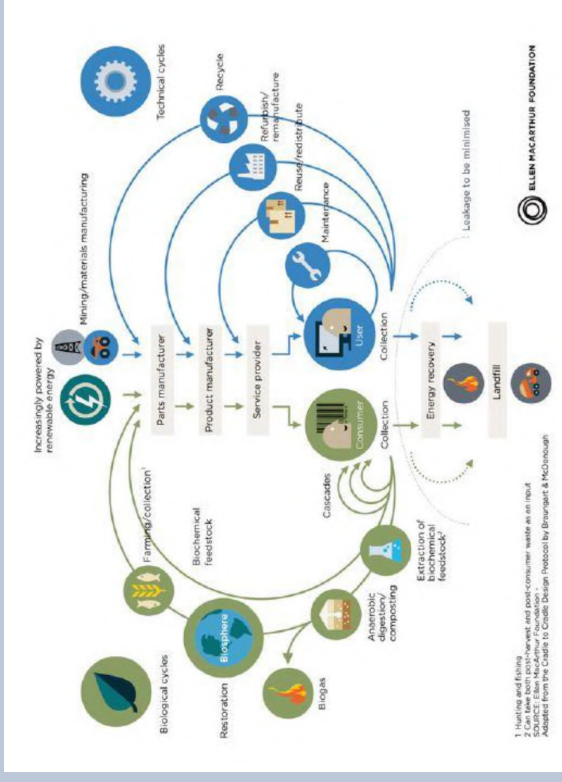 Increasingly powered by
renewable energy
Mining/materials manufacturing
Technical cycles
Biological cycles
Farming/collection¹
Parts manufacturer
Recycle
Biochemical
feedstock
Product manufacturer
Refurbish/
remanufacture
Restoration
Biosphere
Service provider
Reuse/redistribute
Maintenance
Biogas
Cascades
Consumer
User
Collection
Collection
Anaerobic
digestion/
composting
Extraction of
biochemical
feedstock²
Energy recovery
Leakage to be minimised
Landfill
1 Hunting and fishing
2 Can take both post-harvest and post-consumer waste as an input
SOURCE: Ellen MacArthur Foundation -
Adapted from the Cradle to Cradle Design Protocol by Braungart & McDonough
ELLEN MACARTHUR FOUNDATION